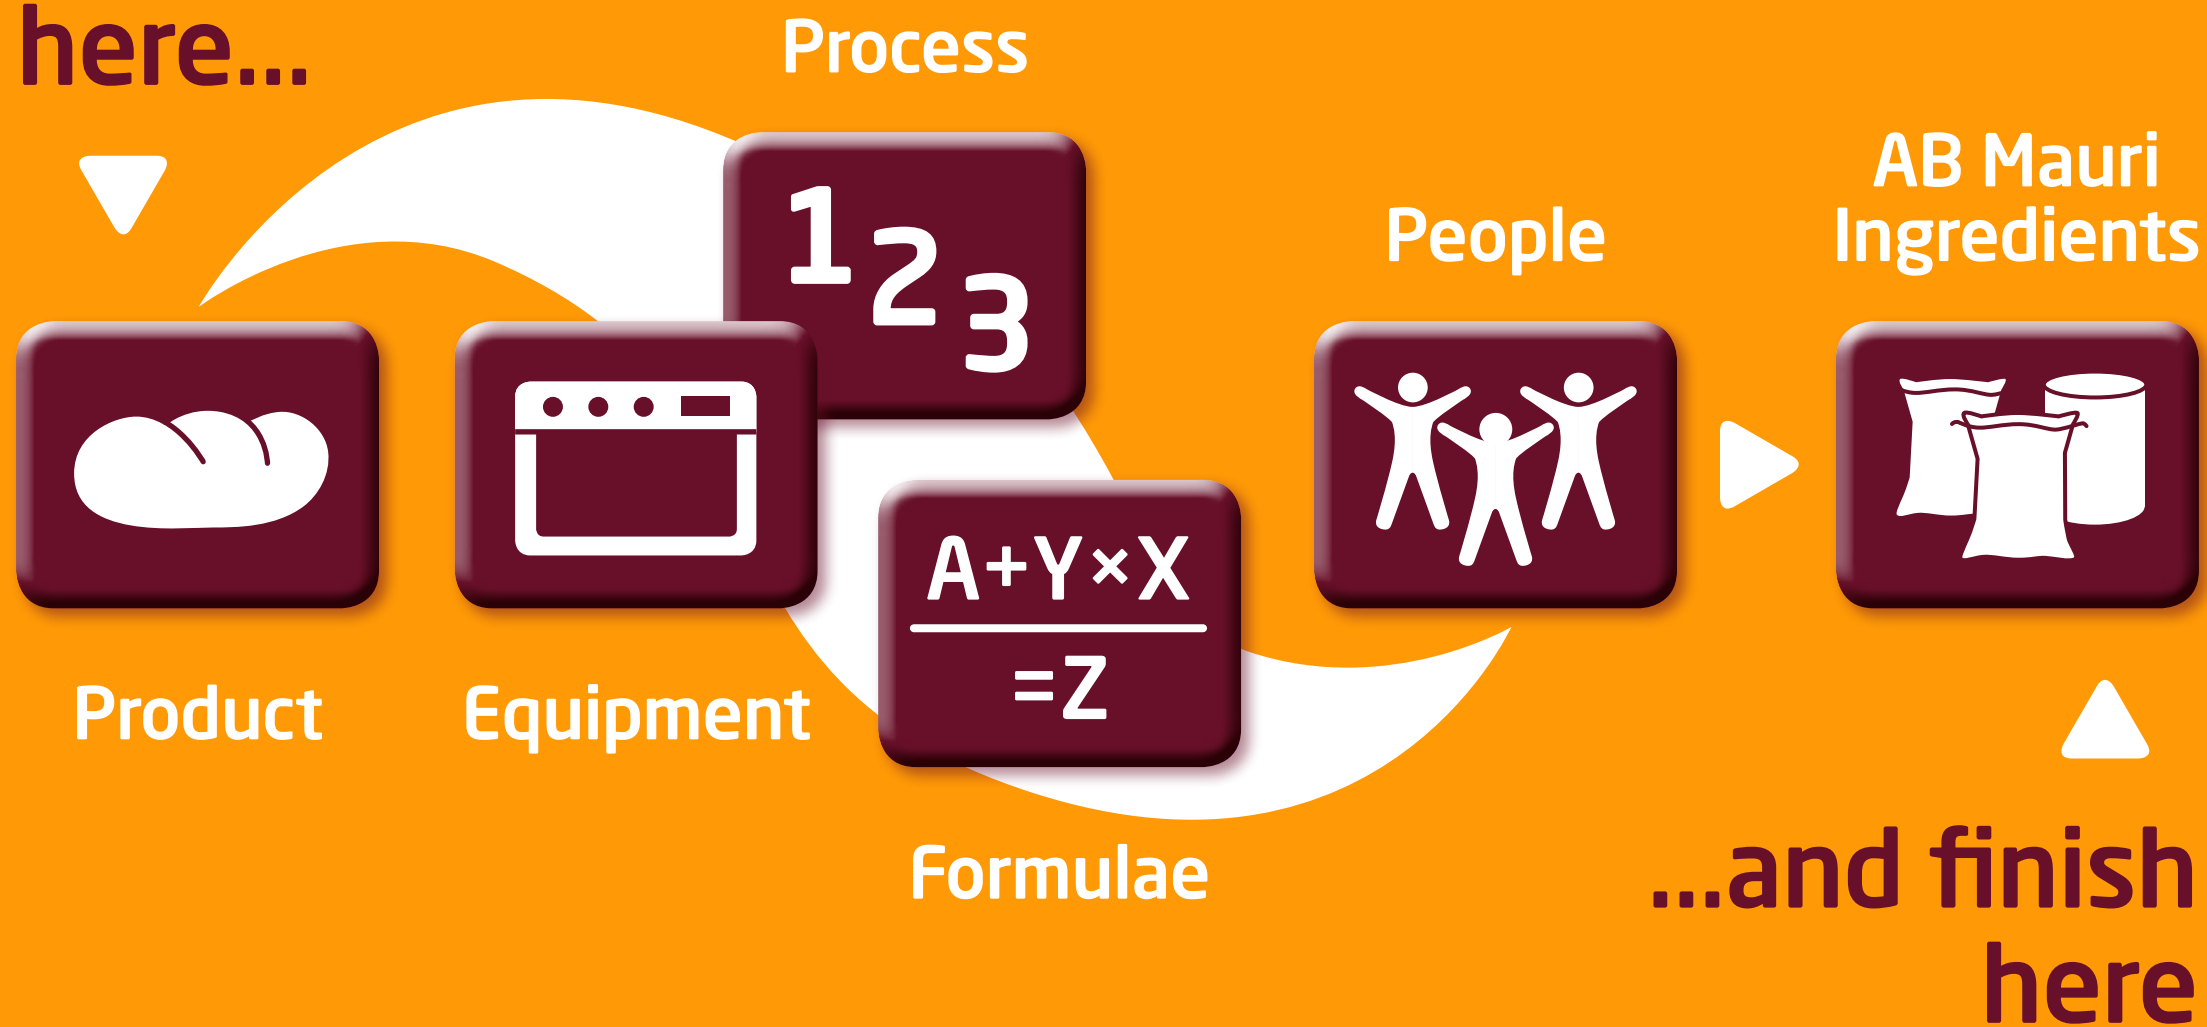 here...
Process
1 2 3
AB Mauri
Ingredients
People
A+Y×X
=Z
Product
Equipment
Formulae
...and finish
here